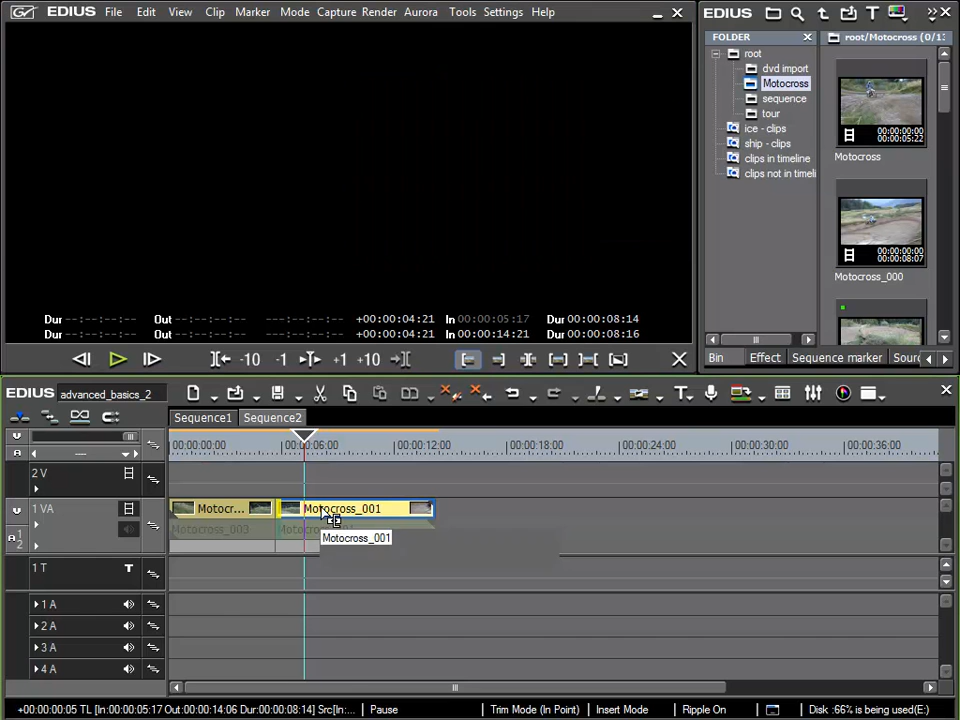 EDIUS File Edit View Clip Marker Mode Capture Render Aurora Tools Settings Help
Dur --:--:--:-- Out --:--:--:-- --:--:--:-- +00:00:04:21 In 00:00:05:17 Dur 00:00:08:14
Dur --:--:--:-- Out --:--:--:-- --:--:--:-- +00:00:04:21 In 00:00:14:21 Dur 00:00:08:16
-10 -1 +1 +10
EDIUS
FOLDER
root
dvd import
Motocross
sequence
tour
ice - clips
ship - clips
clips in timeline
clips not in timeli
root/Motocross (0/13
00:00:00:00
00:00:05:22
Motocross
00:00:00:00
00:00:08:07
Motocross_000
Bin Effect Sequence marker Sourc
EDIUS advanced_basics_2
Sequence1 Sequence2
00:00:00:00 00:00:06:00 00:00:12:00 00:00:18:00 00:00:24:00 00:00:30:00 00:00:36:00
2 V
1 VA
Motocr... Motocross_001
Motocross_003
Motocross_001
1 T T
1 A
2 A
3 A
4 A
+00:00:00:05 TL [In:00:00:05:17 Out:00:00:14:06 Dur:00:00:08:14] Src[In:... Pause Trim Mode (In Point) Insert Mode Ripple On Disk :66% is being used(E:)